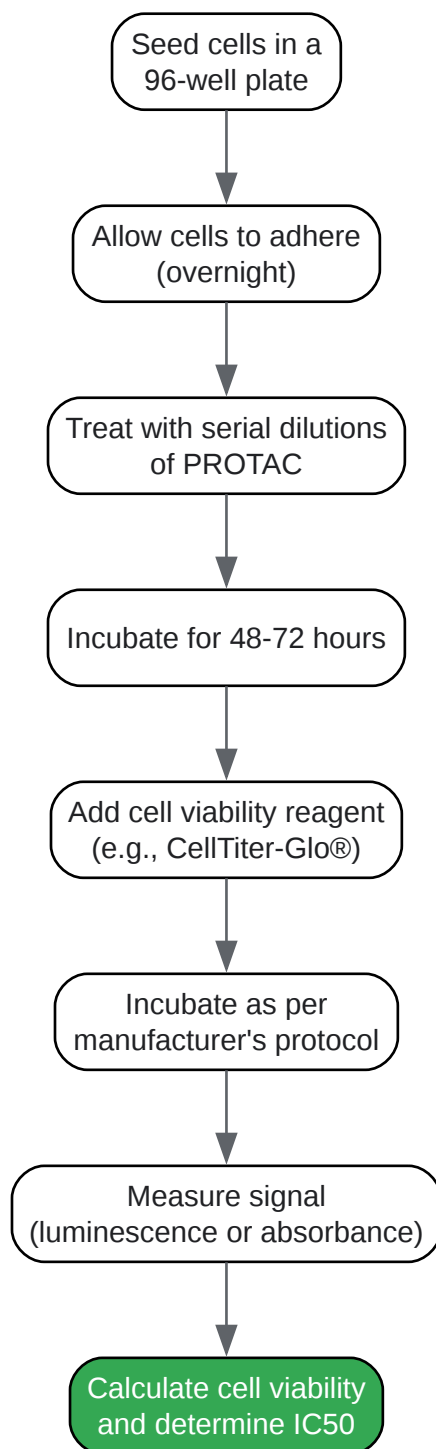 Seed cells in a
96-well plate
Allow cells to adhere
(overnight)
Treat with serial dilutions
of PROTAC
Incubate for 48-72 hours
Add cell viability reagent
(e.g., CellTiter-Glo®)
Incubate as per
manufacturer's protocol
Measure signal
(luminescence or absorbance)
Calculate cell viability
and determine IC50